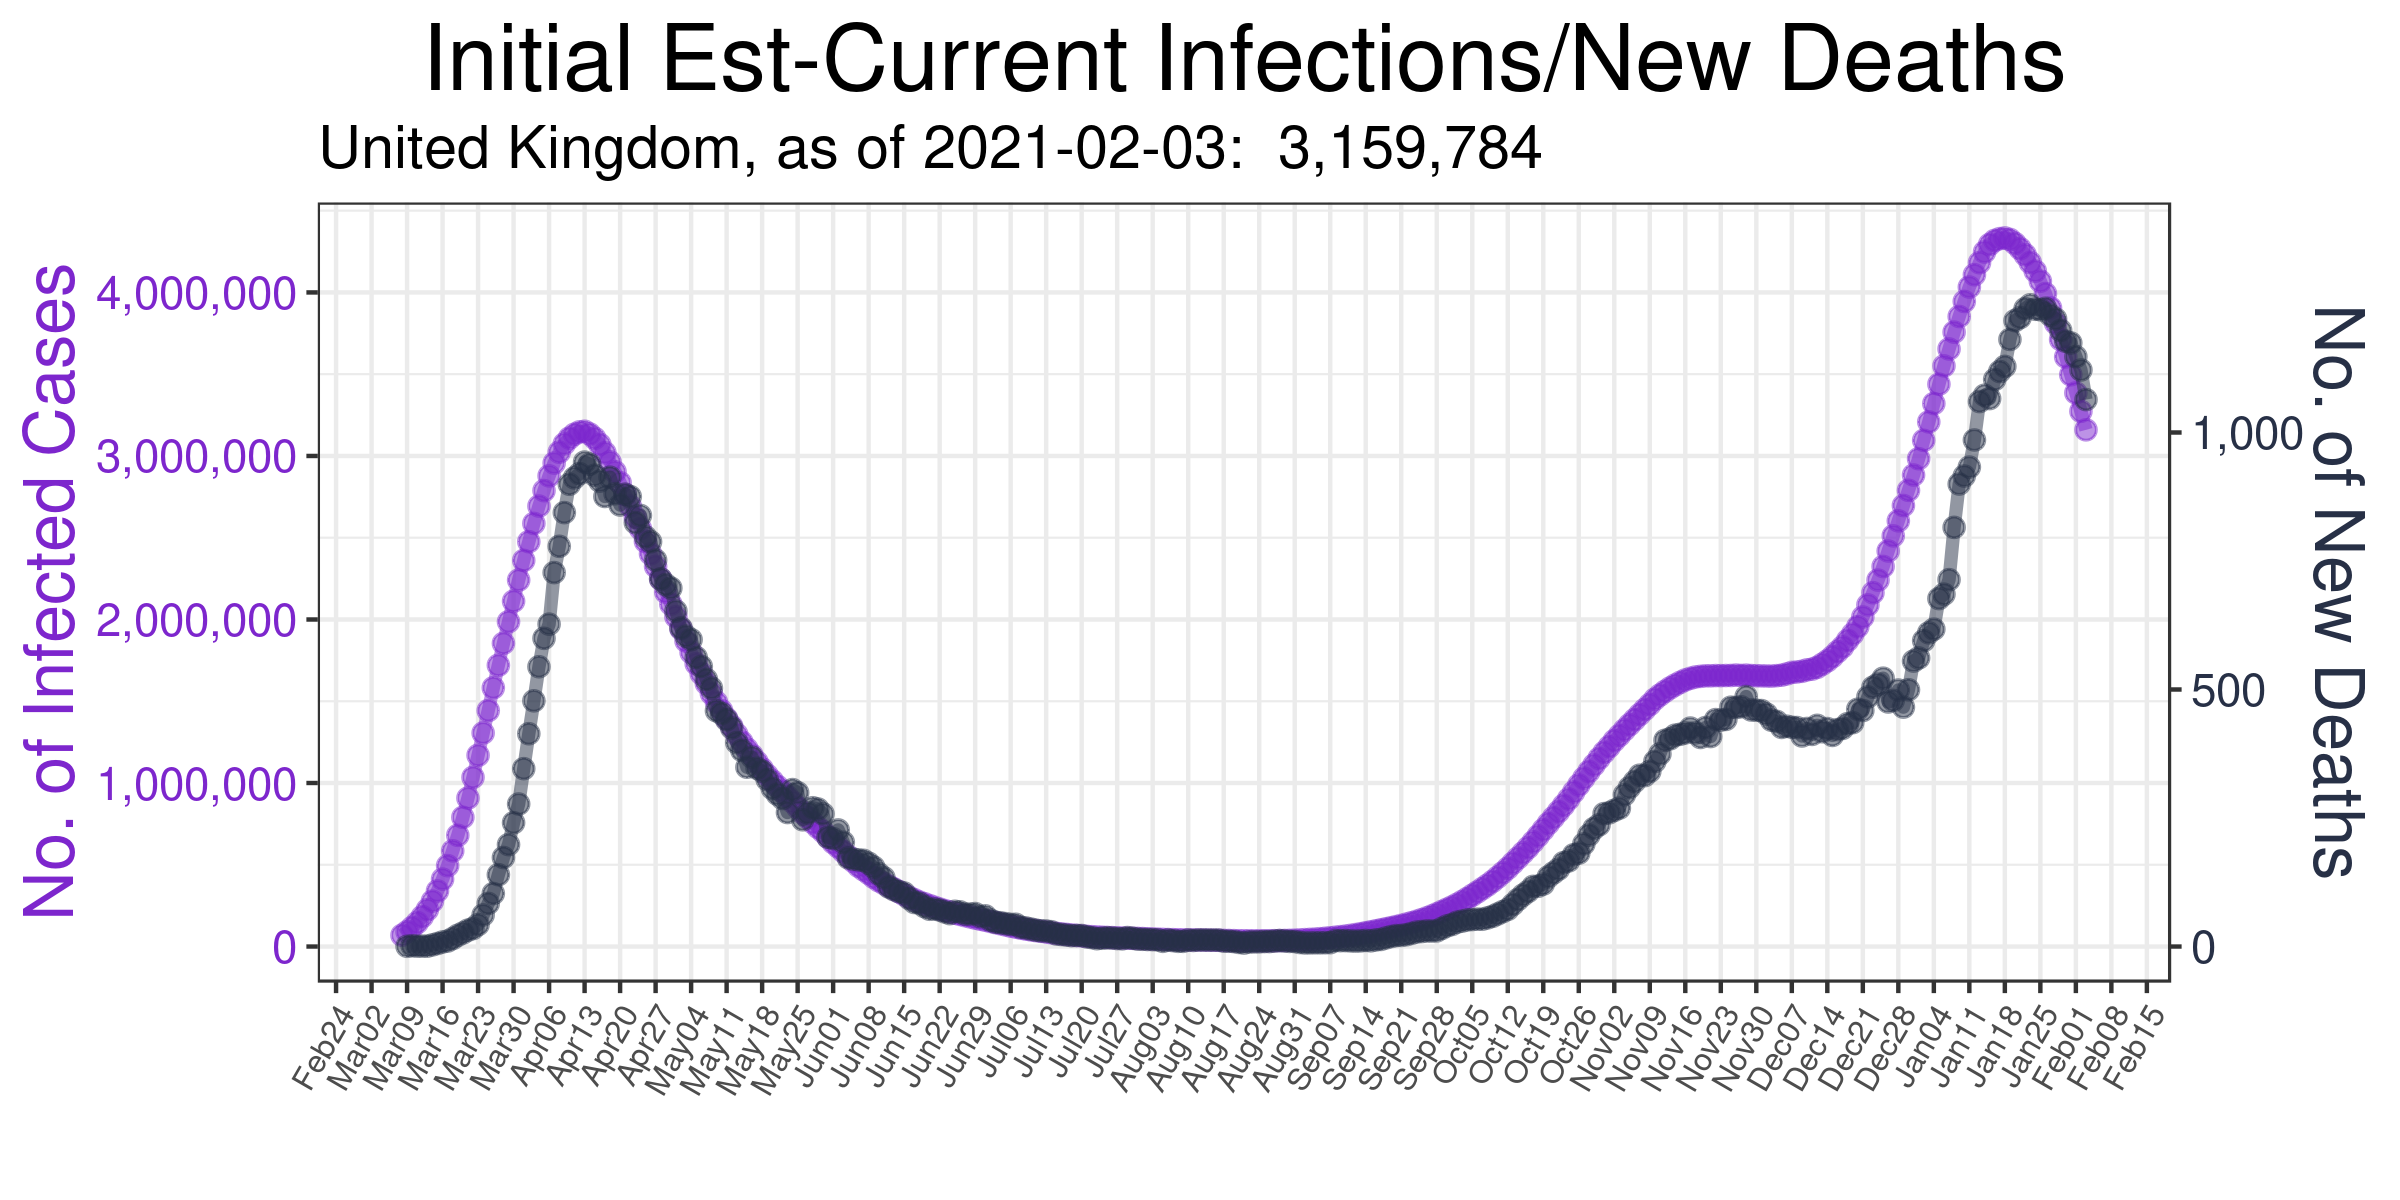 Initial Est-Current Infections/New Deaths
United Kingdom, as of 2021-02-03:  3,159,784
No. of Infected Cases
4,000,000
3,000,000
2,000,000
1,000,000
0
1,000
500
0
No. of New Deaths
Feb24
Mar02
Mar09
Mar16
Mar23
Mar30
Apr06
Apr13
Apr20
Apr27
May04
May11
May18
May25
Jun01
Jun08
Jun15
Jun22
Jun29
Jul06
Jul13
Jul20
Jul27
Aug03
Aug10
Aug17
Aug24
Aug31
Sep07
Sep14
Sep21
Sep28
Oct05
Oct12
Oct19
Oct26
Nov02
Nov09
Nov16
Nov23
Nov30
Dec07
Dec14
Dec21
Dec28
Jan04
Jan11
Jan18
Jan25
Feb01
Feb08
Feb15